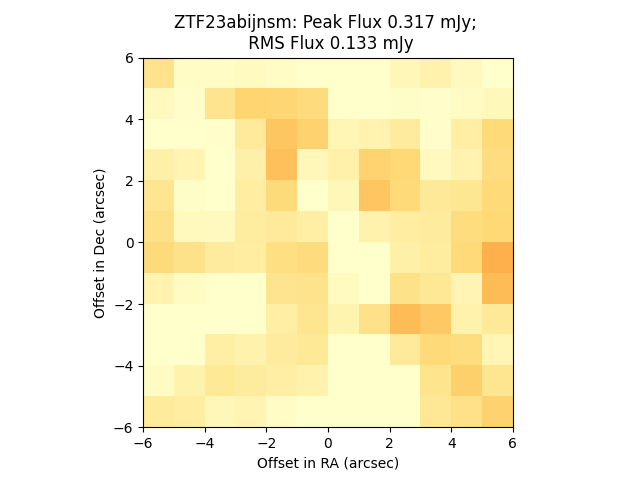 ZTF23abijnsm: Peak Flux 0.317 mJy;
RMS Flux 0.133 mJy
6
4
2
0
−2
−4
−6
Offset in Dec (arcsec)
−6 −4 −2 0 2 4 6
Offset in RA (arcsec)